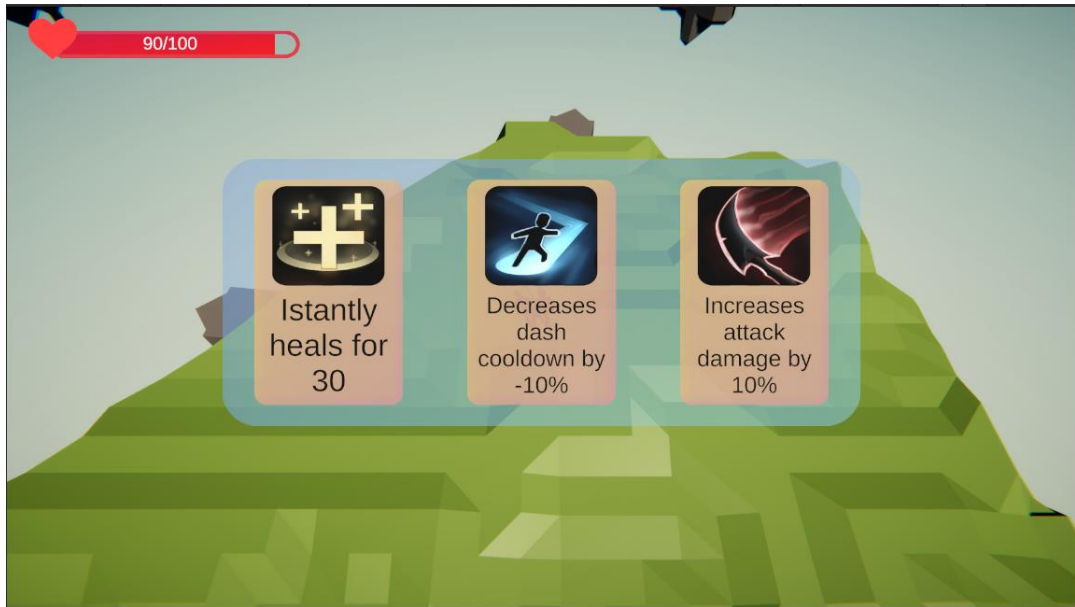 90/100
Istantly
heals for
30
Decreases
dash
cooldown by
-10%
Increases
attack
damage by
10%